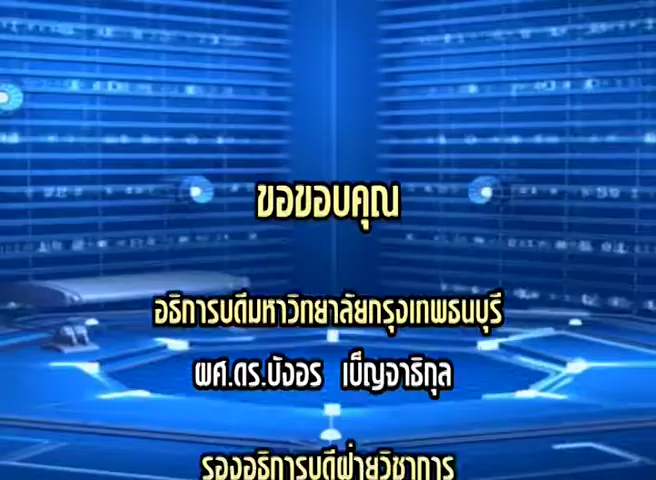 ขอขอบคุณ
อธิการบดีมหาวิทยาลัยกรุงเทพธนบุรี
ผศ.ดร.บังอร เบ็ญจาธิกุล
รองอธิการบดีฝ่ายวิชาการ